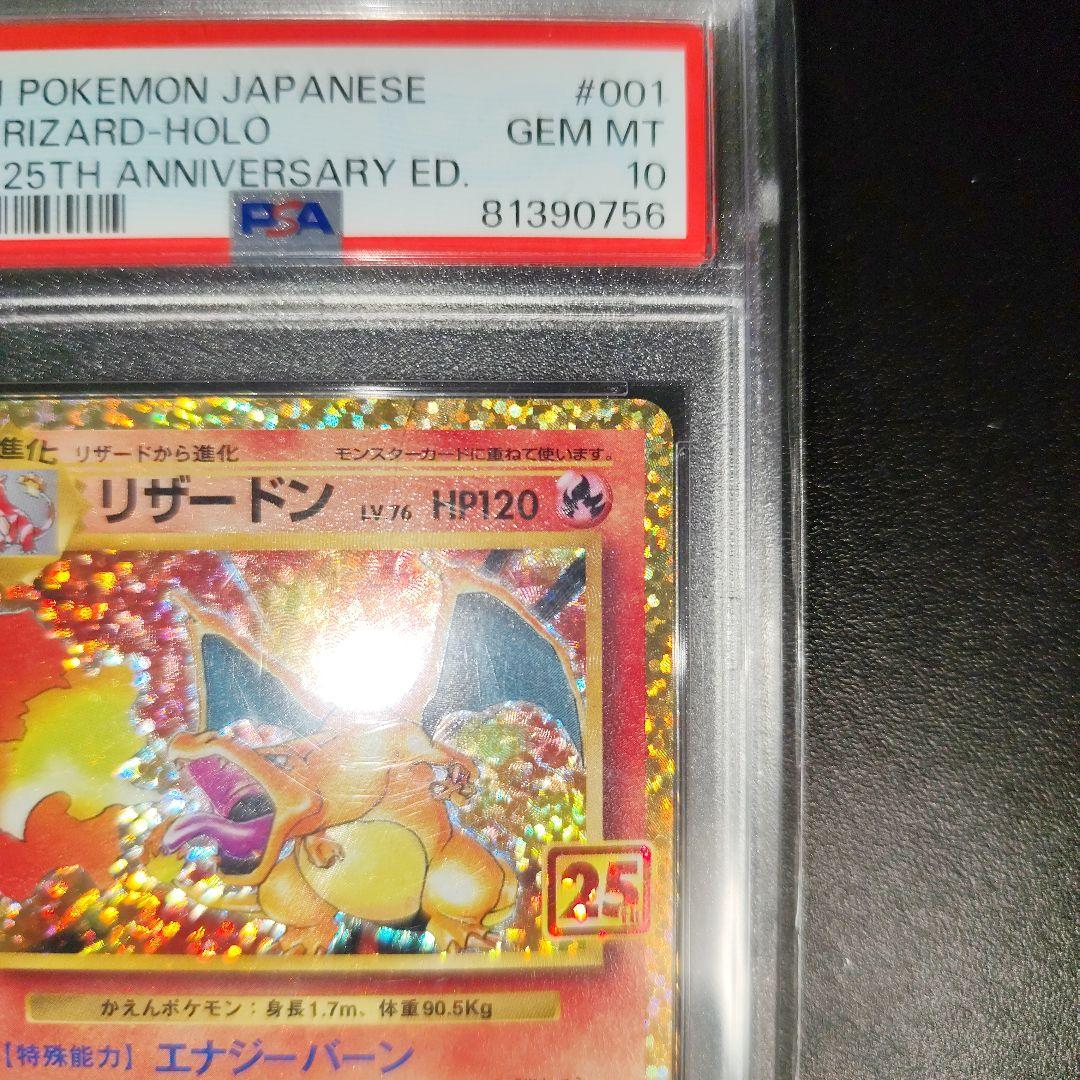 POKEMON JAPANESE #001
RIZARD-HOLO GEM MT
25TH ANNIVERSARY ED. 10
PSA 81390756
進化 リザードから進化 モンスターカードに重ねて使います。
リザードン LV.76 HP120
25TH
かえんポケモン：身長1.7m、体重90.5Kg
【特殊能力】 エナジーバーン